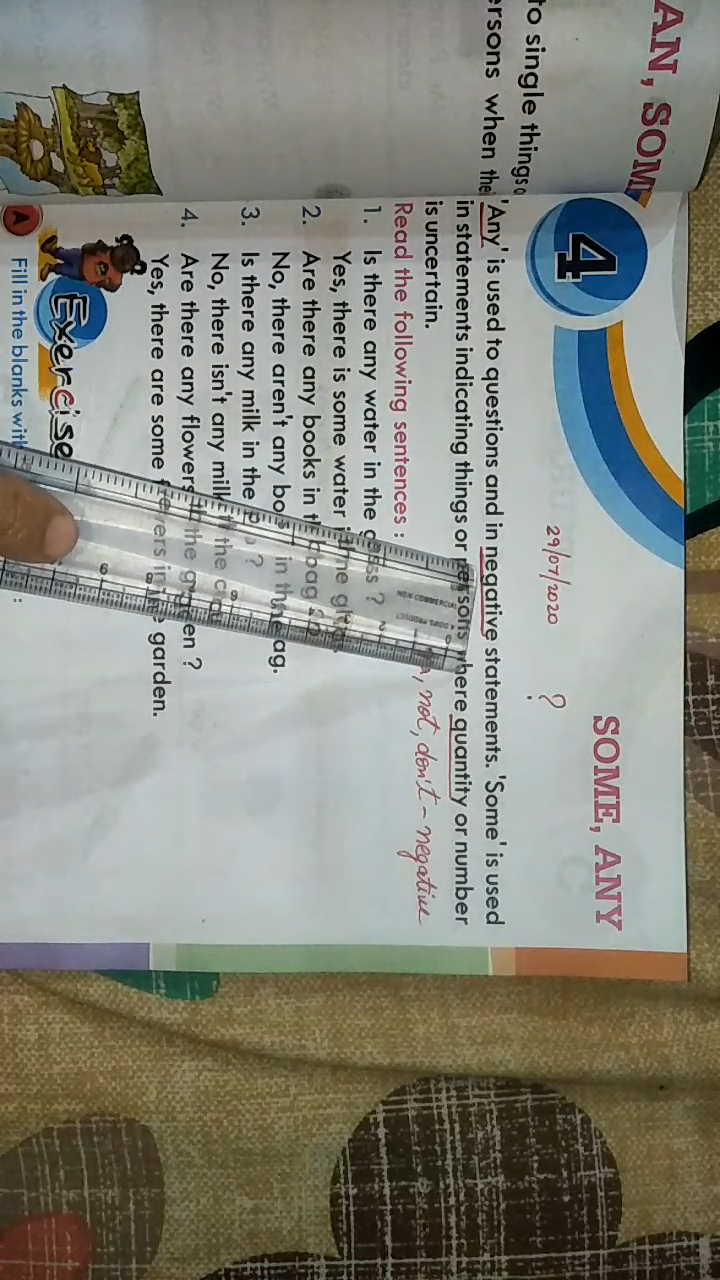 AN, SOM
to single things
ersons when the
4
SOME, ANY
29/07/2020
?
'Any' is used to questions and in negative statements. 'Some' is used
in statements indicating things or persons where quantity or number
is uncertain.
not, don't - negative
Read the following sentences :
1. Is there any water in the glass ?
Yes, there is some water in the glass.
2. Are there any books in the bag ?
No, there aren't any books in the bag.
3. Is there any milk in the ?
No, there isn't any milk in the
4. Are there any flowers in the garden ?
Yes, there are some flowers in the garden.
Exercise
A Fill in the blanks with :